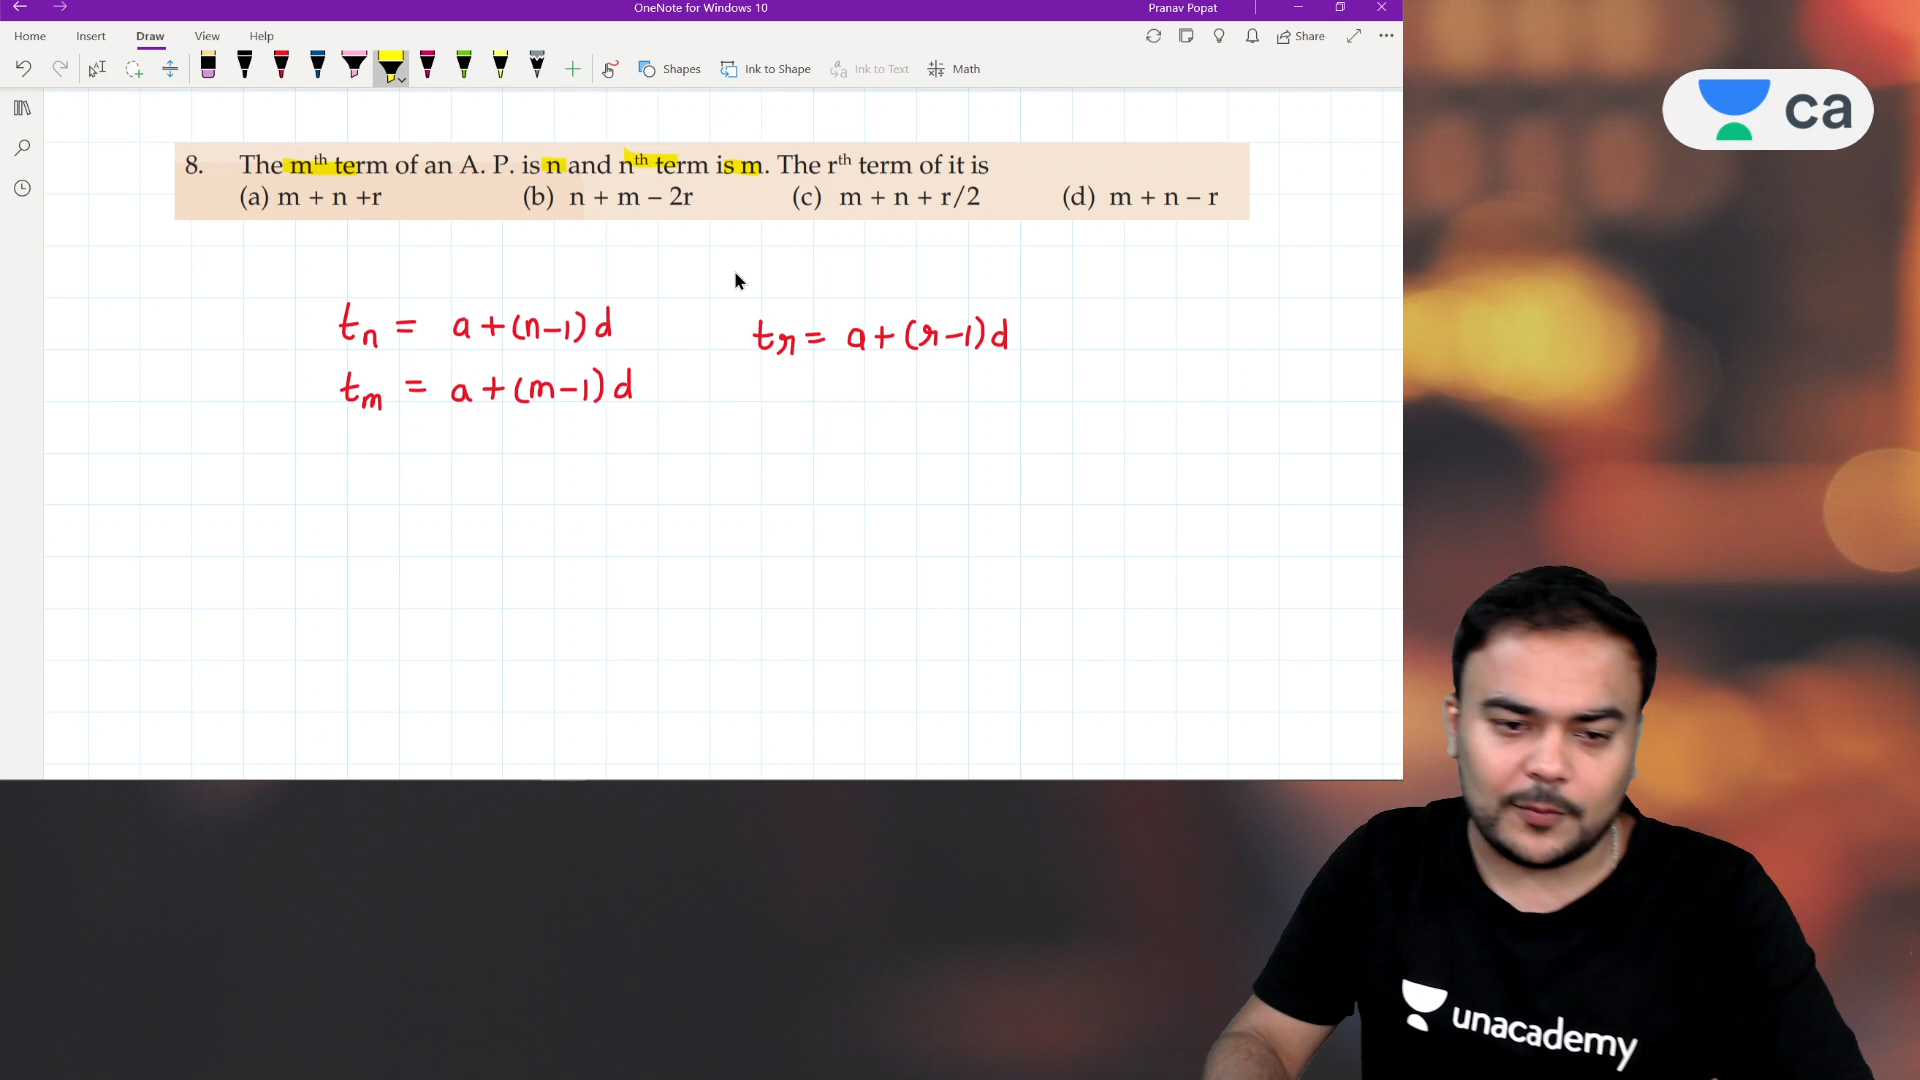 OneNote for Windows 10
Pranav Popat
Home Insert Draw View Help
Share
Shapes Ink to Shape Ink to Text Math
ca
8. The mᵗʰ term of an A. P. is n and nᵗʰ term is m. The rᵗʰ term of it is
(a) m + n +r (b) n + m – 2r (c) m + n + r/2 (d) m + n – r
tₙ = a+(n-1)d
tₘ = a+(m-1)d
tᵣ = a+(r-1)d
unacademy